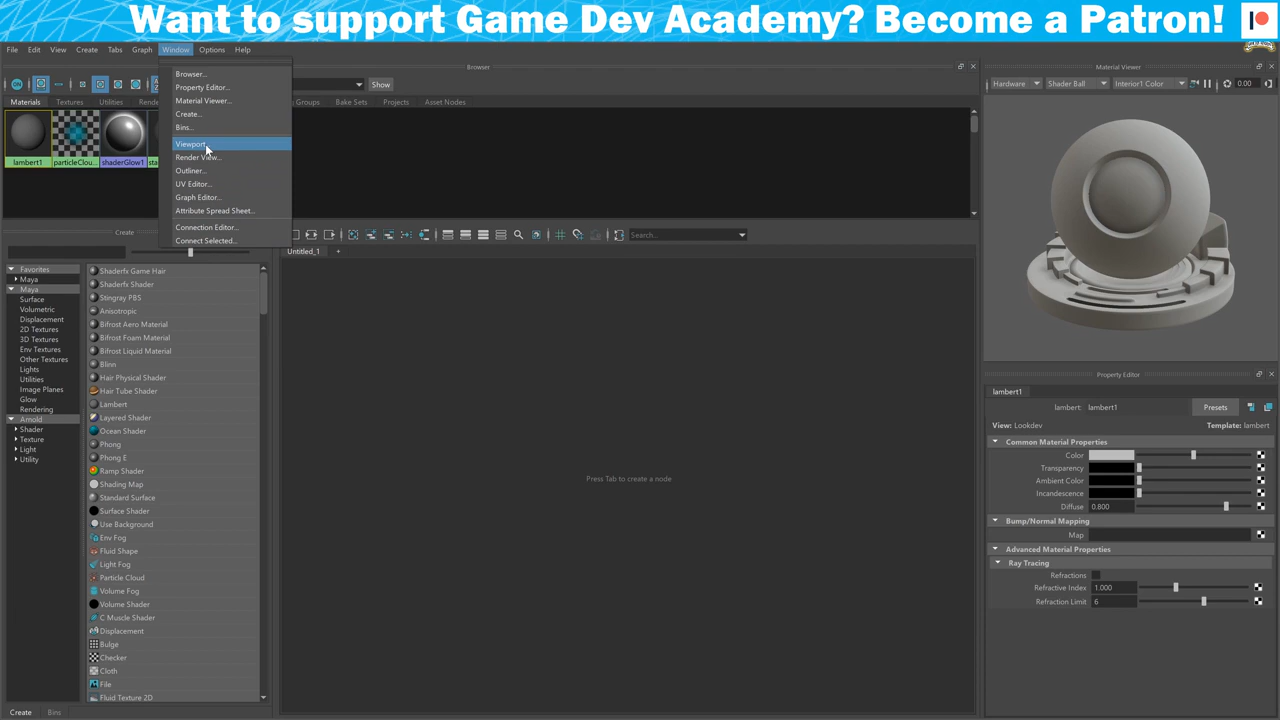 Want to support Game Dev Academy? Become a Patron!
File Edit View Create Tabs Graph Window Options Help
Browser
Material Viewer
ON
Show
Hardware Shader Ball Interior1 Color 0.00
Materials Textures Utilities Groups Bake Sets Projects Asset Nodes
lambert1 particleClou... shaderGlow1
Browser...
Property Editor...
Material Viewer...
Create...
Bins...
Viewport...
Render View...
Outliner...
UV Editor...
Graph Editor...
Attribute Spread Sheet...
Connection Editor...
Connect Selected...
Create
Search...
Untitled_1 +
Favorites
Maya
Maya
Surface
Volumetric
Displacement
2D Textures
3D Textures
Env Textures
Other Textures
Lights
Utilities
Image Planes
Glow
Rendering
Arnold
Shader
Texture
Light
Utility
Shaderfx Game Hair
Shaderfx Shader
Stingray PBS
Anisotropic
Bifrost Aero Material
Bifrost Foam Material
Bifrost Liquid Material
Blinn
Hair Physical Shader
Hair Tube Shader
Lambert
Layered Shader
Ocean Shader
Phong
Phong E
Ramp Shader
Shading Map
Standard Surface
Surface Shader
Use Background
Env Fog
Fluid Shape
Light Fog
Particle Cloud
Volume Fog
Volume Shader
C Muscle Shader
Displacement
Bulge
Checker
Cloth
File
Fluid Texture 2D
Create Bins
Press Tab to create a node
Property Editor
lambert1
lambert: lambert1 Presets
View: Lookdev Template: lambert
Common Material Properties
Color
Transparency
Ambient Color
Incandescence
Diffuse 0.800
Bump/Normal Mapping
Map
Advanced Material Properties
Ray Tracing
Refractions
Refractive Index 1.000
Refraction Limit 6